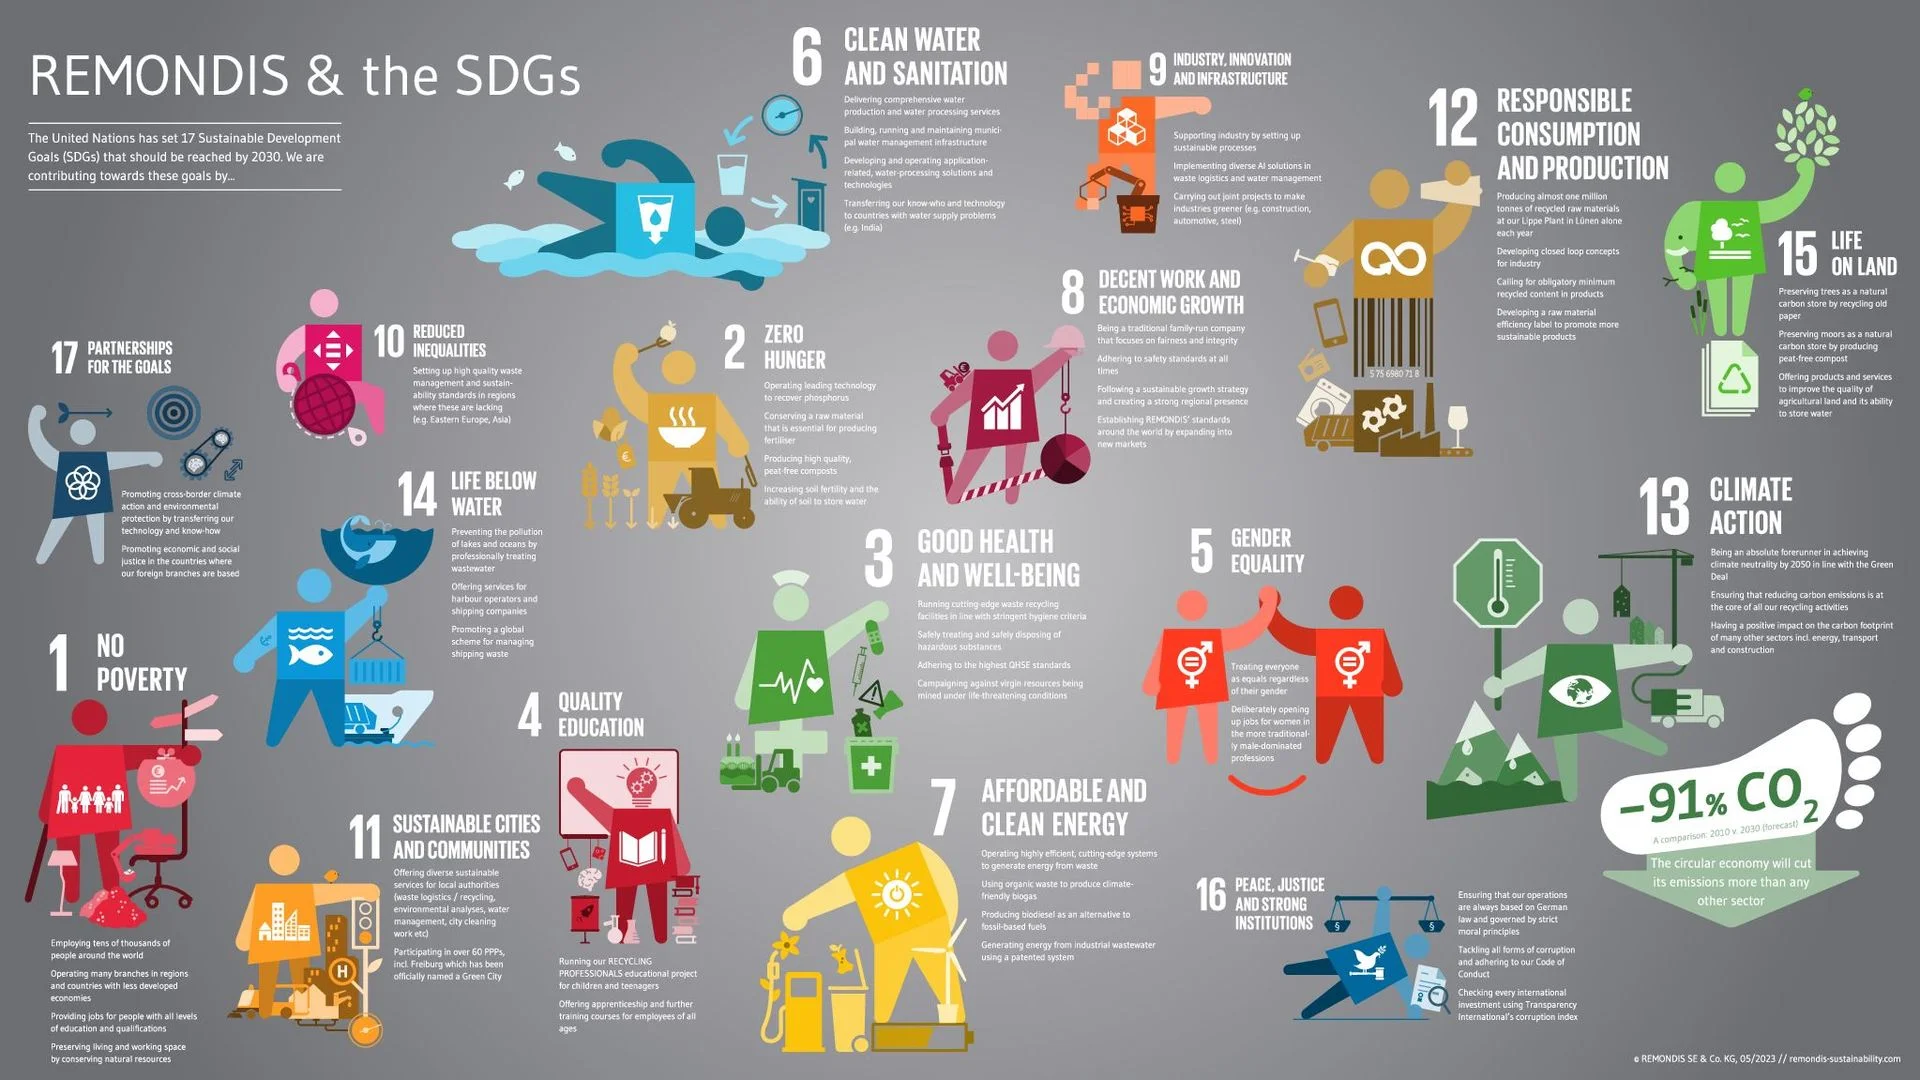 REMONDIS & the SDGs
The United Nations has set 17 Sustainable Development
Goals (SDGs) that should be reached by 2030. We are
contributing towards these goals by...
6
CLEAN WATER
AND SANITATION
Delivering comprehensive water
production and water processing services
Building, running and maintaining munici-
pal water management infrastructure
Developing and operating application-
related, water-processing solutions and
technologies
Transferring our know-who and technology
to countries with water supply problems
(e.g. India)
9
INDUSTRY, INNOVATION
AND INFRASTRUCTURE
Supporting industry by setting up
sustainable processes
Implementing diverse AI solutions in
waste logistics and water management
Carrying out joint projects to make
industries greener (e.g. construction,
automotive, steel)
12
RESPONSIBLE
CONSUMPTION
AND PRODUCTION
Producing almost one million
tonnes of recycled raw materials
at our Lippe Plant in Lünen alone
each year
Developing closed loop concepts
for industry
Calling for obligatory minimum
recycled content in products
Developing a raw material
efficiency label to promote more
sustainable products
5 75 6980 71 8
15
LIFE
ON LAND
Preserving trees as a natural
carbon store by recycling old
paper
Preserving moors as a natural
carbon store by producing
peat-free compost
Offering products and services
to improve the quality of
agricultural land and its ability
to store water
17
PARTNERSHIPS
FOR THE GOALS
Promoting cross-border climate
action and environmental
protection by transferring our
technology and know-how
Promoting economic and social
justice in the countries where
our foreign branches are based
10
REDUCED
INEQUALITIES
Setting up high quality waste
management and sustain-
ability standards in regions
where these are lacking
(e.g. Eastern Europe, Asia)
2
ZERO
HUNGER
Operating leading technology
to recover phosphorus
Conserving a raw material
that is essential for producing
fertiliser
Producing high quality,
peat-free composts
Increasing soil fertility and the
ability of soil to store water
€
8
DECENT WORK AND
ECONOMIC GROWTH
Being a traditional family-run company
that focuses on fairness and integrity
Adhering to safety standards at all
times
Following a sustainable growth strategy
and creating a strong regional presence
Establishing REMONDIS' standards
around the world by expanding into
new markets
14
LIFE BELOW
WATER
Preventing the pollution
of lakes and oceans by
professionally treating
wastewater
Offering services for
harbour operators and
shipping companies
Promoting a global
scheme for managing
shipping waste
3
GOOD HEALTH
AND WELL-BEING
Running cutting-edge waste recycling
facilities in line with stringent hygiene criteria
Safely treating and safely disposing of
hazardous substances
Adhering to the highest QHSE standards
Campaigning against virgin resources being
mined under life-threatening conditions
5
GENDER
EQUALITY
Treating everyone
as equals regardless
of their gender
Deliberately opening
up jobs for women in
the more traditional-
ly male-dominated
professions
13
CLIMATE
ACTION
Being an absolute forerunner in achieving
climate neutrality by 2050 in line with the Green
Deal
Ensuring that reducing carbon emissions is at
the core of all our recycling activities
Having a positive impact on the carbon footprint
of many other sectors incl. energy, transport
and construction
-91% CO2
A comparison: 2010 v. 2030 (forecast)
The circular economy will cut
its emissions more than any
other sector
1
NO
POVERTY
€
Employing tens of thousands of
people around the world
Operating many branches in regions
and countries with less developed
economies
Providing jobs for people with all levels
of education and qualifications
Preserving living and working space
by conserving natural resources
11
SUSTAINABLE CITIES
AND COMMUNITIES
Offering diverse sustainable
services for local authorities
(waste logistics / recycling,
environmental analyses, water
management, city cleaning
work etc)
Participating in over 60 PPPs,
incl. Freiburg which has been
officially named a Green City
H
4
QUALITY
EDUCATION
Running our RECYCLING
PROFESSIONALS educational project
for children and teenagers
Offering apprenticeship and further
training courses for employees of all
ages
7
AFFORDABLE AND
CLEAN ENERGY
Operating highly efficient, cutting-edge systems
to generate energy from waste
Using organic waste to produce climate-
friendly biogas
Producing biodiesel as an alternative to
fossil-based fuels
Generating energy from industrial wastewater
using a patented system
16
PEACE, JUSTICE
AND STRONG
INSTITUTIONS
§ §
Ensuring that our operations
are always based on German
law and governed by strict
moral principles
Tackling all forms of corruption
and adhering to our Code of
Conduct
Checking every international
investment using Transparency
International's corruption index
© REMONDIS SE & Co. KG, 05/2023 // remondis-sustainability.com